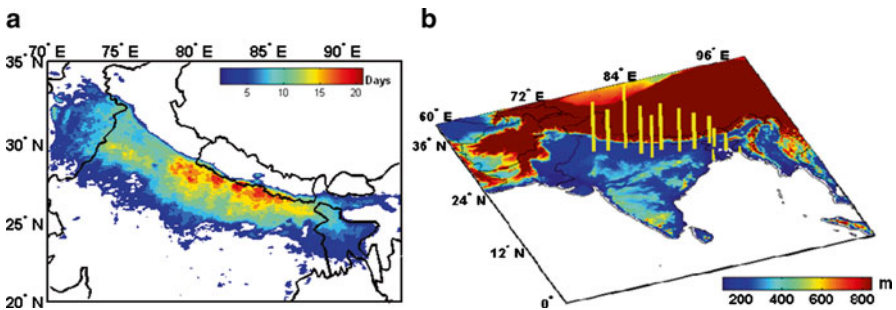 a
70° E
75° E
80° E
85° E
90° E
35° N
30° N
25° N
20° N
Days
5
10
15
20
b
60° E
72° E
84° E
96° E
36° N
24° N
12° N
0°
m
200
400
600
800